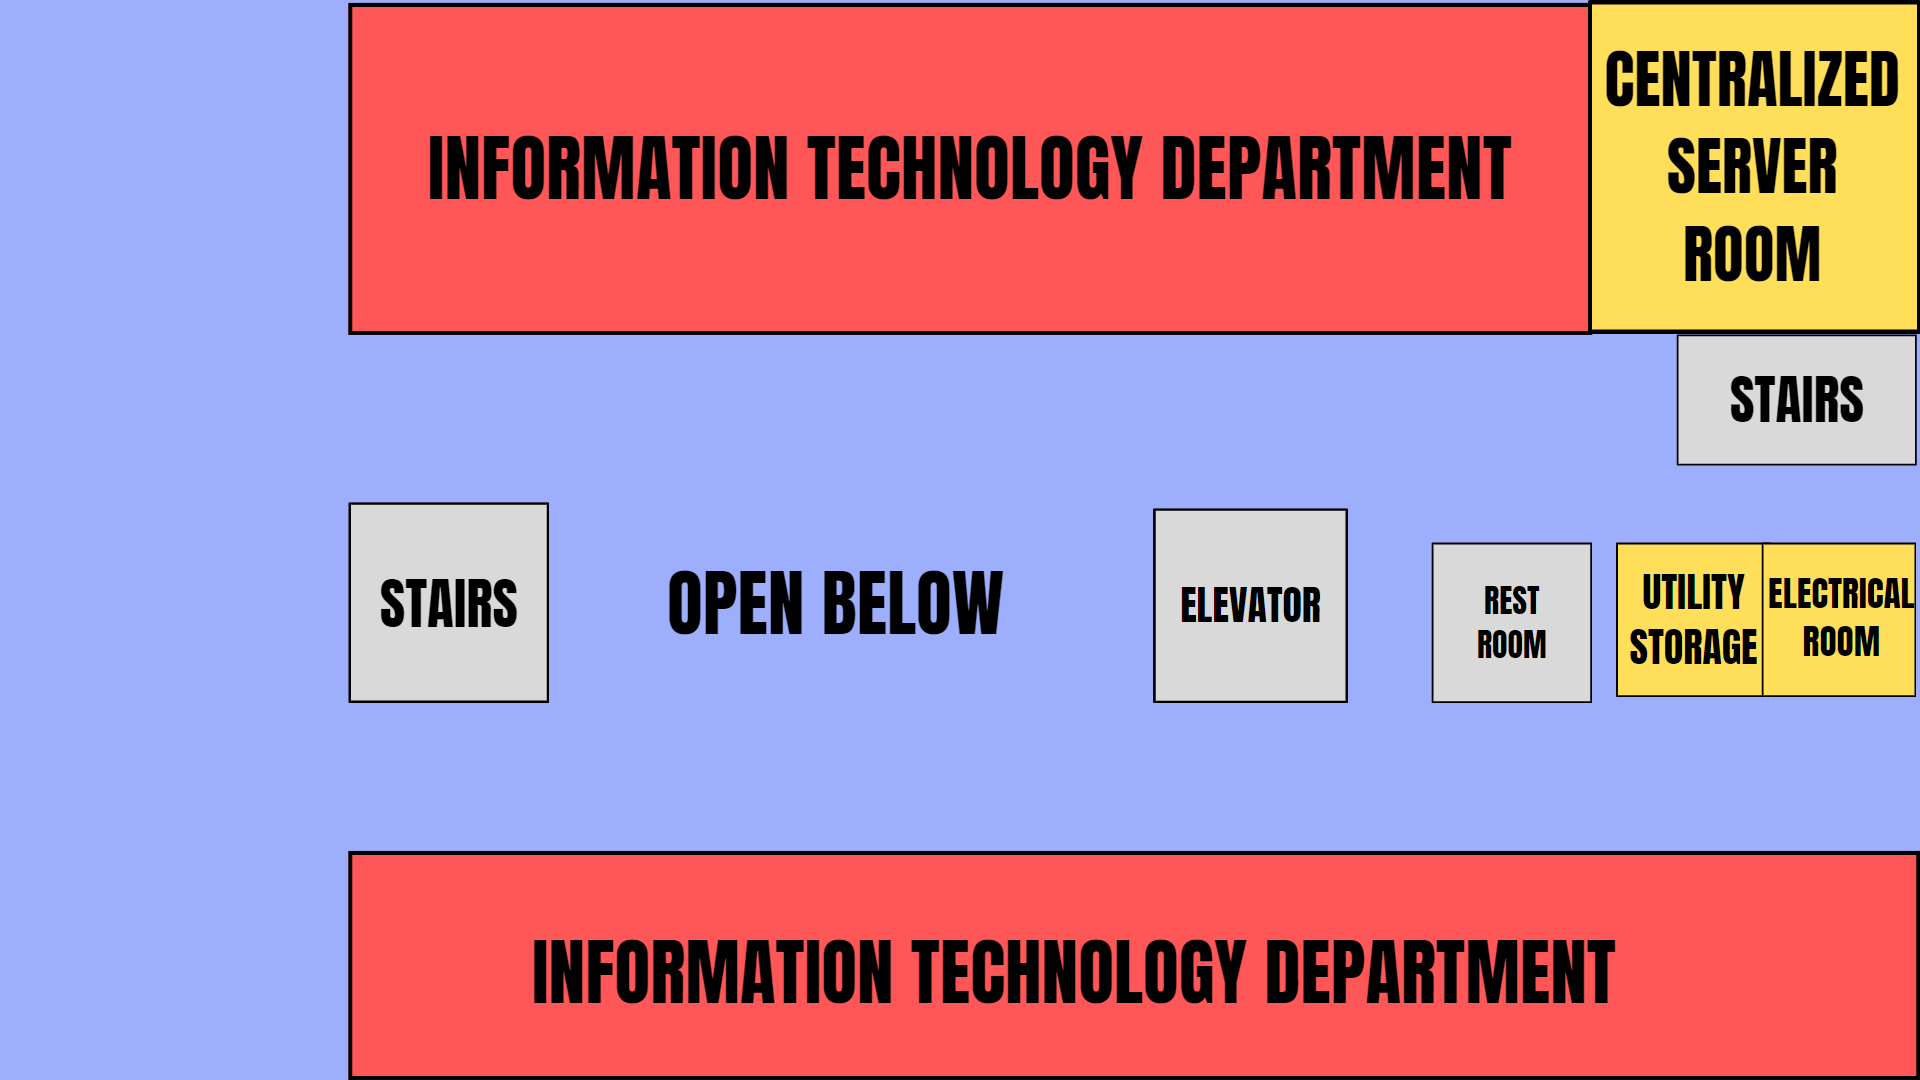 INFORMATION TECHNOLOGY DEPARTMENT
CENTRALIZED
SERVER
ROOM
STAIRS
STAIRS
OPEN BELOW
ELEVATOR
REST
ROOM
UTILITY
STORAGE
ELECTRICAL
ROOM
INFORMATION TECHNOLOGY DEPARTMENT